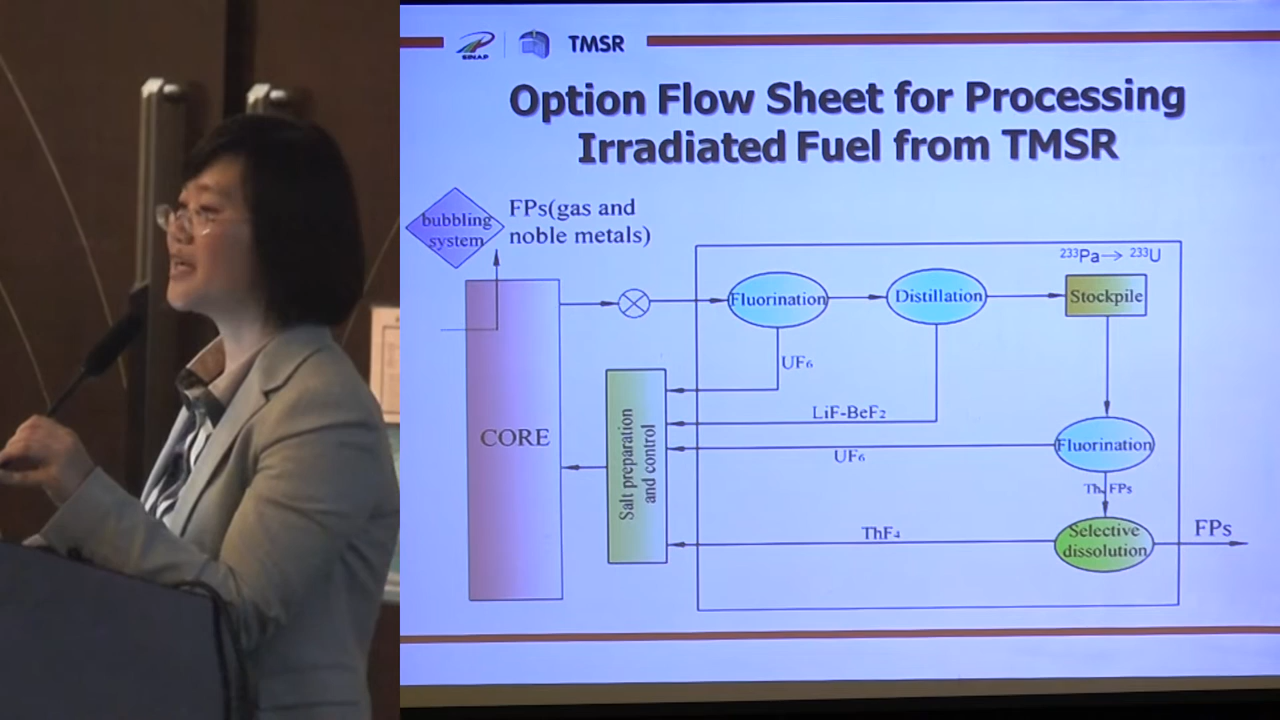 SINAP
TMSR
Option Flow Sheet for Processing
Irradiated Fuel from TMSR
bubbling
system
FPs(gas and
noble metals)
²³³Pa→ ²³³U
Fluorination
Distillation
Stockpile
UF₆
LiF-BeF₂
CORE
Salt preparation
and control
UF₆
Fluorination
Th, FPs
ThF₄
Selective
dissolution
FPs